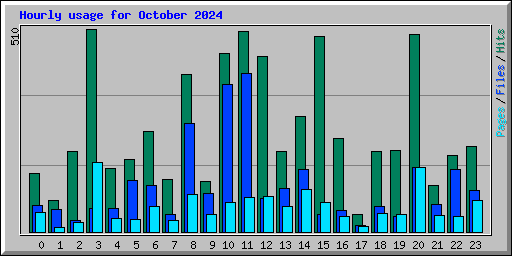 Hourly usage for October 2024
510
Pages/Files/Hits
0 1 2 3 4 5 6 7 8 9 10 11 12 13 14 15 16 17 18 19 20 21 22 23